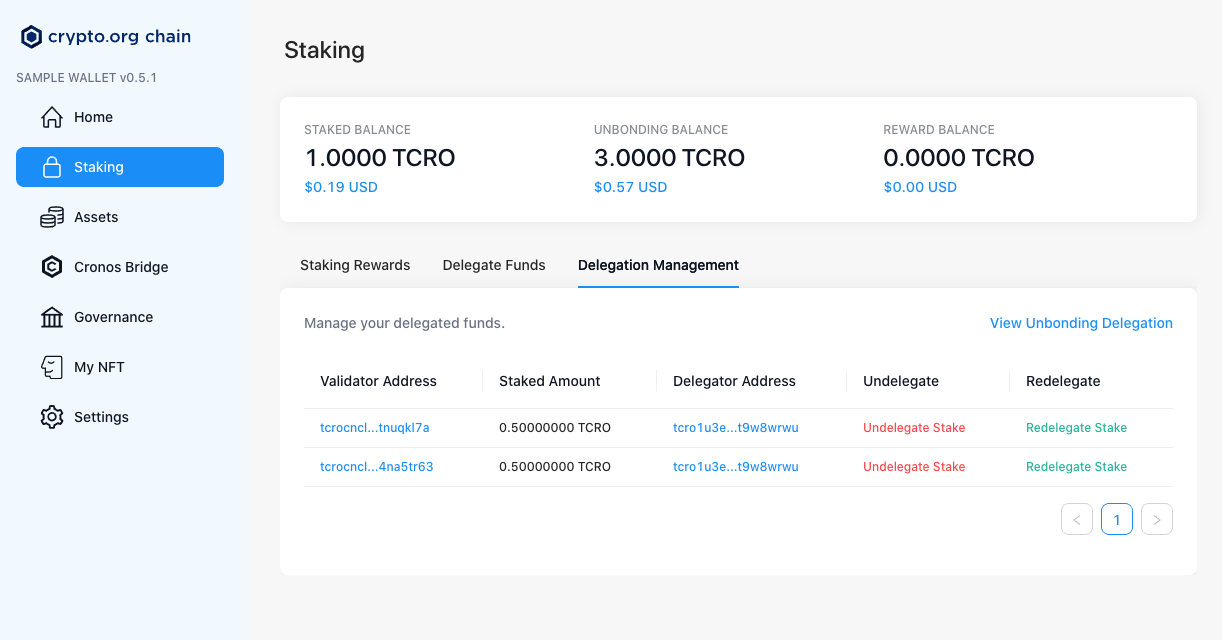 crypto.org chain
SAMPLE WALLET v0.5.1
Home
Staking
Assets
Cronos Bridge
Governance
My NFT
Settings
Staking
STAKED BALANCE
1.0000 TCRO
$0.19 USD
UNBONDING BALANCE
3.0000 TCRO
$0.57 USD
REWARD BALANCE
0.0000 TCRO
$0.00 USD
Staking Rewards Delegate Funds Delegation Management
Manage your delegated funds. View Unbonding Delegation
Validator Address Staked Amount Delegator Address Undelegate Redelegate
tcrocncl...tnuqkl7a 0.50000000 TCRO tcro1u3e...t9w8wrwu Undelegate Stake Redelegate Stake
tcrocncl...4na5tr63 0.50000000 TCRO tcro1u3e...t9w8wrwu Undelegate Stake Redelegate Stake
< 1 >